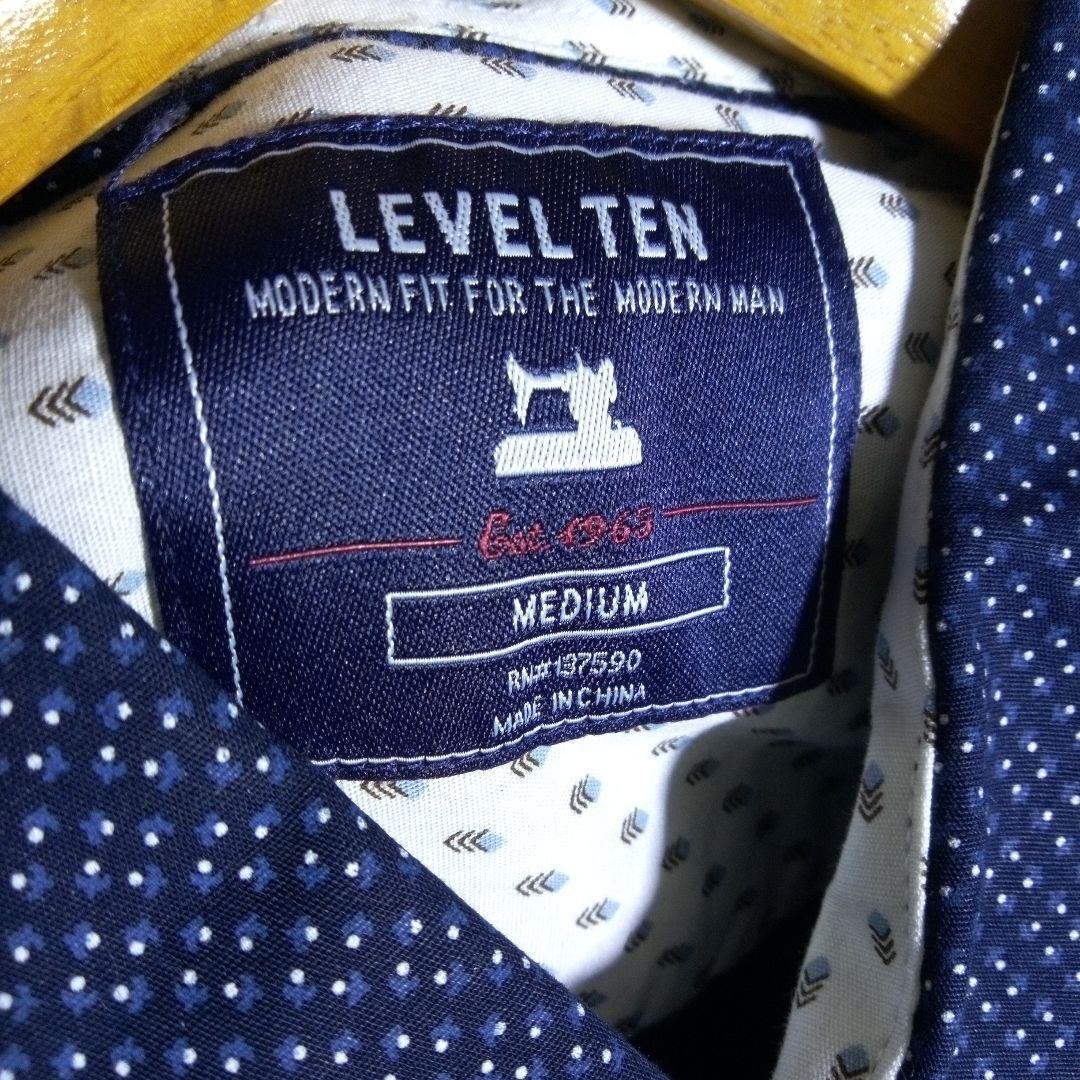 LEVEL TEN
MODERN FIT FOR THE MODERN MAN
Est. 1963
MEDIUM
RN# 137590
MADE IN CHINA